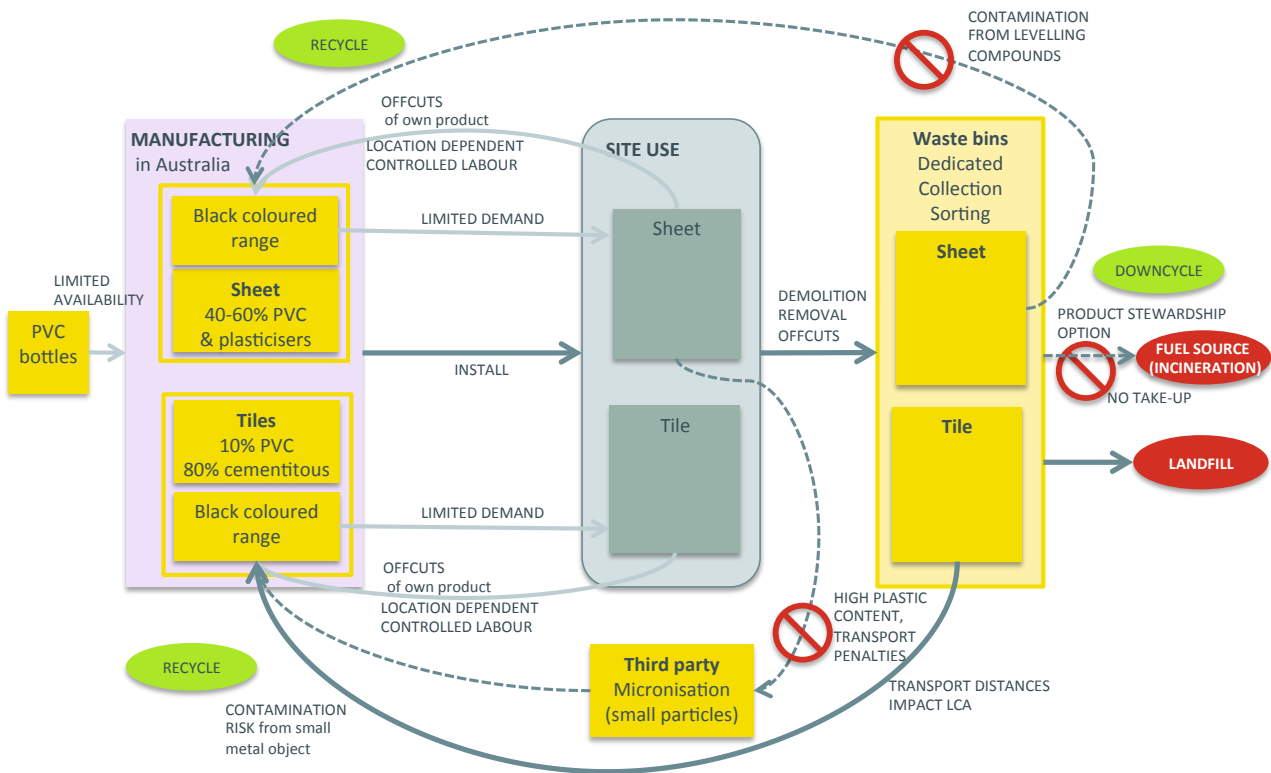 RECYCLE
CONTAMINATION
FROM LEVELLING
COMPOUNDS
MANUFACTURING
in Australia
OFFCUTS
of own product
LOCATION DEPENDENT
CONTROLLED LABOUR
SITE USE
Waste bins
Dedicated
Collection
Sorting
Black coloured
range
LIMITED DEMAND
Sheet
Sheet
LIMITED
AVAILABILITY
PVC
bottles
Sheet
40-60% PVC
& plasticisers
INSTALL
DEMOLITION
REMOVAL
OFFCUTS
DOWNCYCLE
PRODUCT STEWARDSHIP
OPTION
FUEL SOURCE
(INCINERATION)
NO TAKE-UP
Tiles
10% PVC
80% cementitous
Tile
Tile
LANDFILL
Black coloured
range
LIMITED DEMAND
OFFCUTS
of own product
LOCATION DEPENDENT
CONTROLLED LABOUR
HIGH PLASTIC
CONTENT,
TRANSPORT
PENALTIES
RECYCLE
Third party
Micronisation
(small particles)
TRANSPORT DISTANCES
IMPACT LCA
CONTAMINATION
RISK from small
metal object